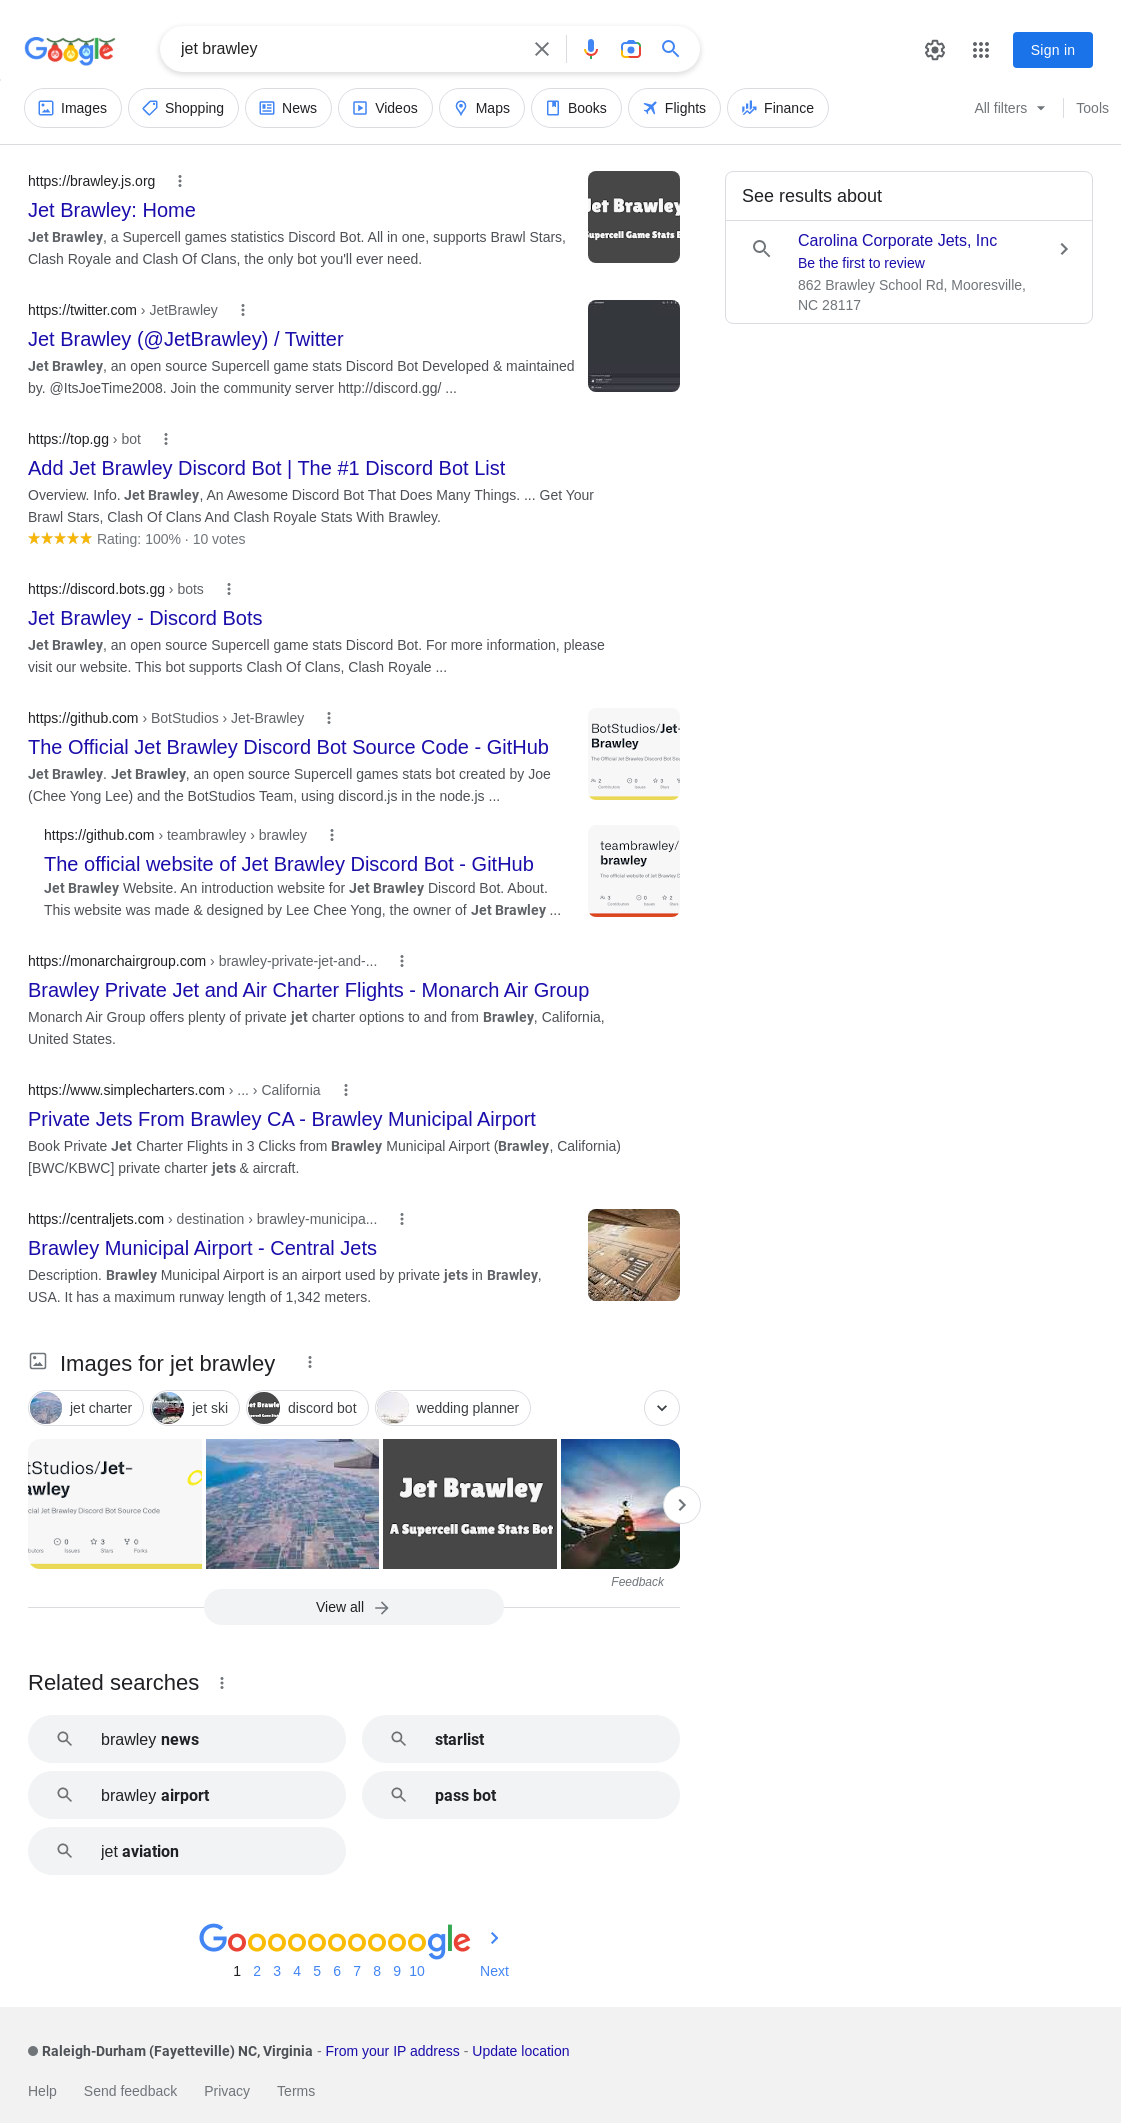 Google
jet brawley
Sign in
Images
Shopping
News
Videos
Maps
Books
Flights
Finance
All filters
Tools
https://brawley.js.org
Jet Brawley: Home
Jet Brawley, a Supercell games statistics Discord Bot. All in one, supports Brawl Stars,
Clash Royale and Clash Of Clans, the only bot you'll ever need.
Jet Brawley
Supercell Game Stats B
See results about
Carolina Corporate Jets, Inc
Be the first to review
862 Brawley School Rd, Mooresville,
NC 28117
https://twitter.com › JetBrawley
Jet Brawley (@JetBrawley) / Twitter
Jet Brawley, an open source Supercell game stats Discord Bot Developed & maintained
by. @ItsJoeTime2008. Join the community server http://discord.gg/ ...
https://top.gg › bot
Add Jet Brawley Discord Bot | The #1 Discord Bot List
Overview. Info. Jet Brawley, An Awesome Discord Bot That Does Many Things. ... Get Your
Brawl Stars, Clash Of Clans And Clash Royale Stats With Brawley.
Rating: 100% · 10 votes
https://discord.bots.gg › bots
Jet Brawley - Discord Bots
Jet Brawley, an open source Supercell game stats Discord Bot. For more information, please
visit our website. This bot supports Clash Of Clans, Clash Royale ...
https://github.com › BotStudios › Jet-Brawley
The Official Jet Brawley Discord Bot Source Code - GitHub
Jet Brawley. Jet Brawley, an open source Supercell games stats bot created by Joe
(Chee Yong Lee) and the BotStudios Team, using discord.js in the node.js ...
BotStudios/Jet-
Brawley
The Official Jet Brawley Discord Bot Sou
2 0 3
Contributors Issues Stars
https://github.com › teambrawley › brawley
The official website of Jet Brawley Discord Bot - GitHub
Jet Brawley Website. An introduction website for Jet Brawley Discord Bot. About.
This website was made & designed by Lee Chee Yong, the owner of Jet Brawley ...
teambrawley/
brawley
The official website of Jet Brawley D
3 0 2
Contributors Issues Stars
https://monarchairgroup.com › brawley-private-jet-and-...
Brawley Private Jet and Air Charter Flights - Monarch Air Group
Monarch Air Group offers plenty of private jet charter options to and from Brawley, California,
United States.
https://www.simplecharters.com › ... › California
Private Jets From Brawley CA - Brawley Municipal Airport
Book Private Jet Charter Flights in 3 Clicks from Brawley Municipal Airport (Brawley, California)
[BWC/KBWC] private charter jets & aircraft.
https://centraljets.com › destination › brawley-municipa...
Brawley Municipal Airport - Central Jets
Description. Brawley Municipal Airport is an airport used by private jets in Brawley,
USA. It has a maximum runway length of 1,342 meters.
Images for jet brawley
jet charter
jet ski
discord bot
wedding planner
tStudios/Jet-
awley
cial Jet Brawley Discord Bot Source Code
0 3 0
butors Issues Stars Forks
Jet Brawley
A Supercell Game Stats Bot
Feedback
View all
Related searches
brawley news
starlist
brawley airport
pass bot
jet aviation
Goooooooooogle
1 2 3 4 5 6 7 8 9 10 Next
Raleigh-Durham (Fayetteville) NC, Virginia - From your IP address - Update location
Help Send feedback Privacy Terms